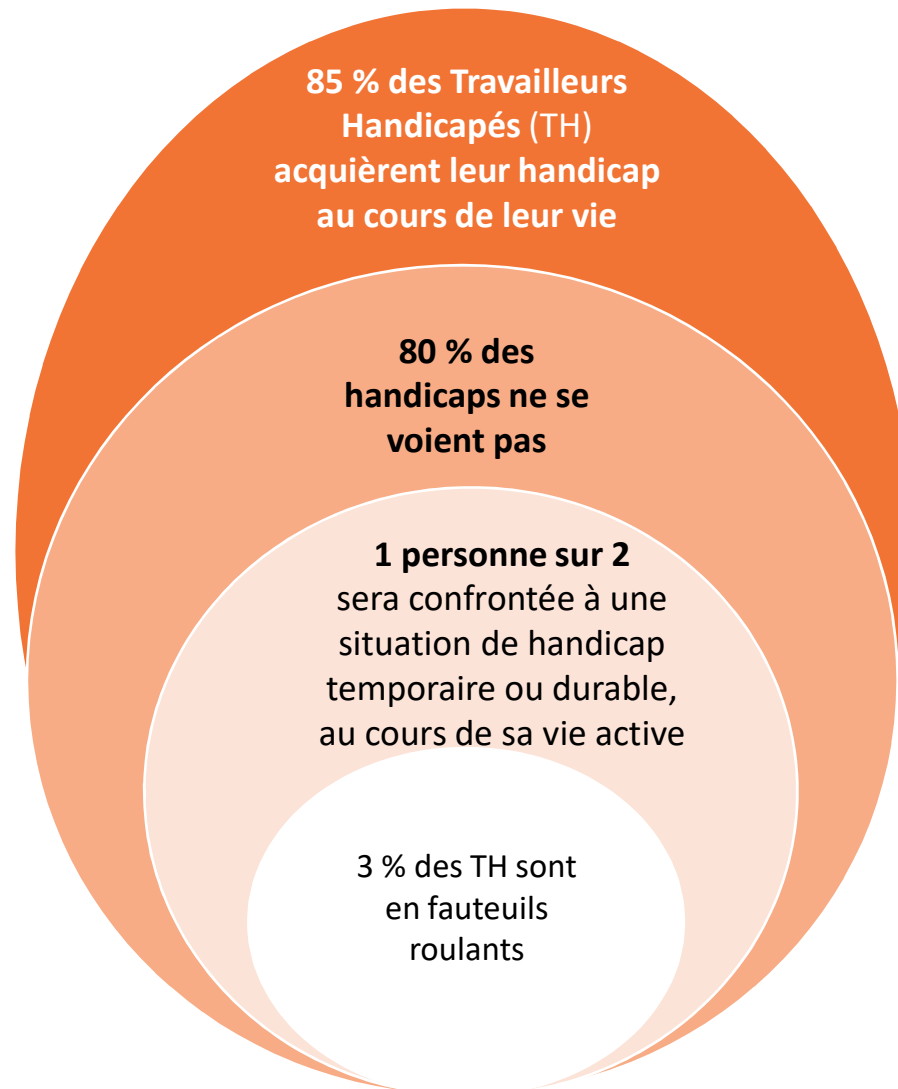 85 % des Travailleurs
Handicapés (TH)
acquièrent leur handicap
au cours de leur vie
80 % des
handicaps ne se
voient pas
1 personne sur 2
sera confrontée à une
situation de handicap
temporaire ou durable,
au cours de sa vie active
3 % des TH sont
en fauteuils
roulants